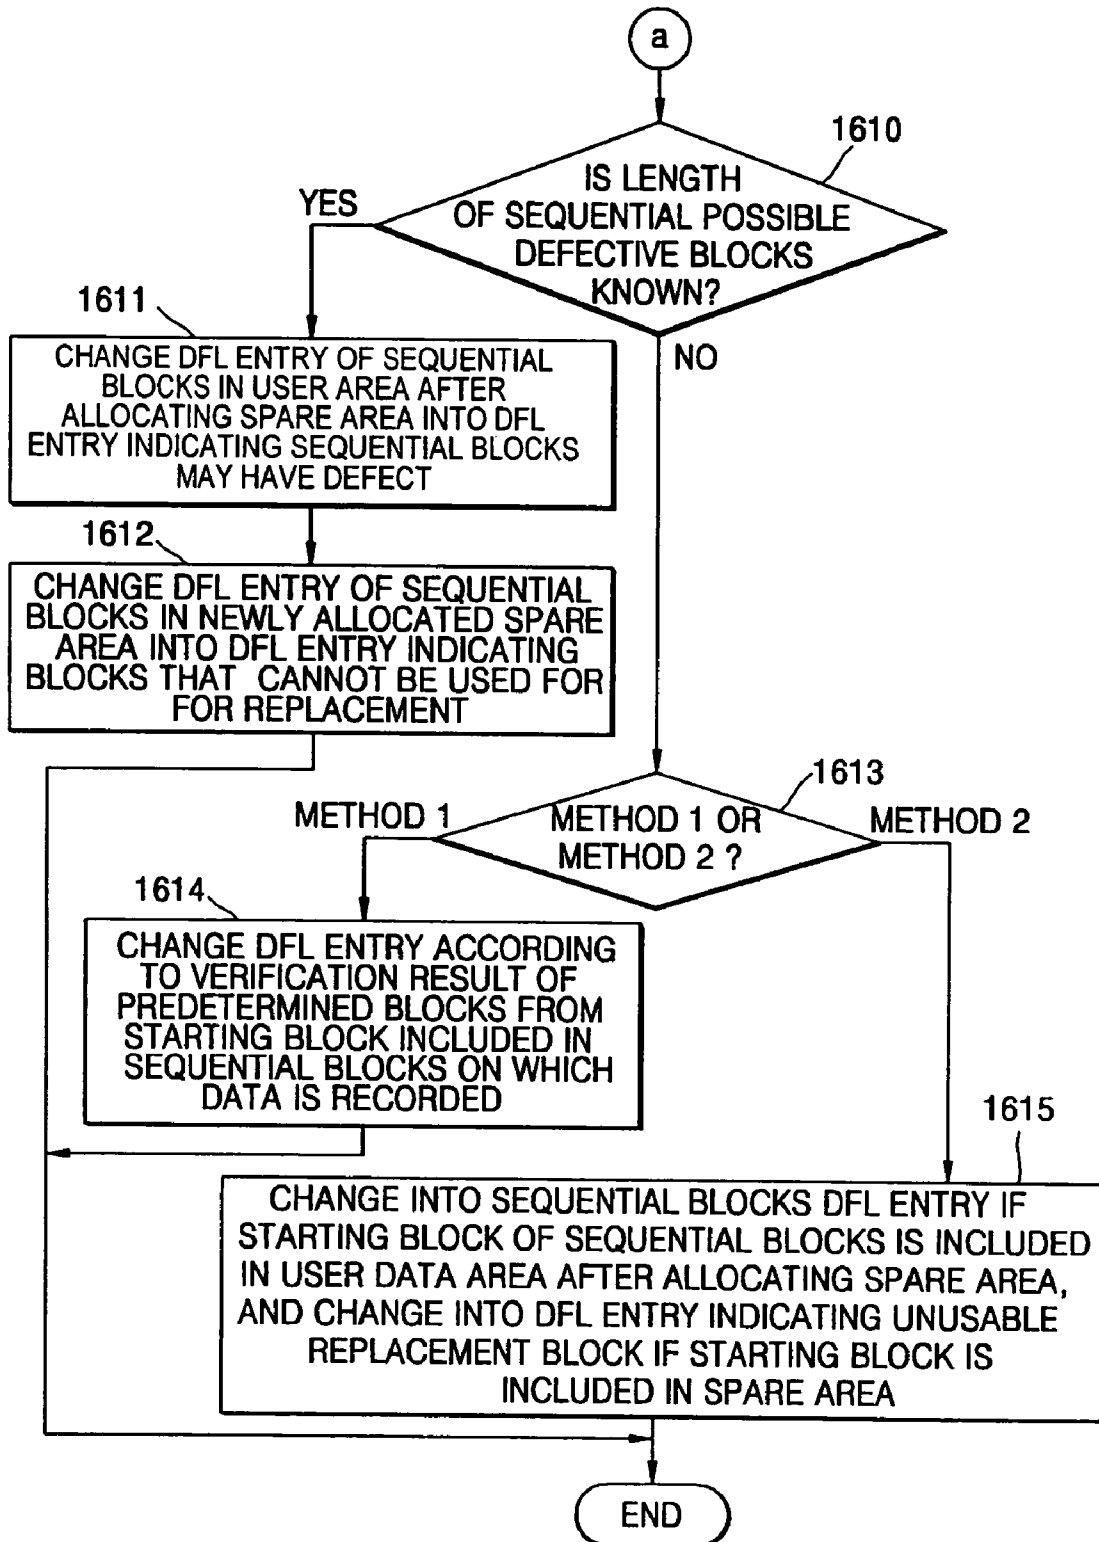 a
1610
IS LENGTH
OF SEQUENTIAL POSSIBLE
DEFECTIVE BLOCKS
KNOWN?
YES
NO
1611
CHANGE DFL ENTRY OF SEQUENTIAL
BLOCKS IN USER AREA AFTER
ALLOCATING SPARE AREA INTO DFL
ENTRY INDICATING SEQUENTIAL BLOCKS
MAY HAVE DEFECT
1612
CHANGE DFL ENTRY OF SEQUENTIAL
BLOCKS IN NEWLY ALLOCATED SPARE
AREA INTO DFL ENTRY INDICATING
BLOCKS THAT CANNOT BE USED FOR
FOR REPLACEMENT
1613
METHOD 1 OR
METHOD 2 ?
METHOD 1
METHOD 2
1614
CHANGE DFL ENTRY ACCORDING
TO VERIFICATION RESULT OF
PREDETERMINED BLOCKS FROM
STARTING BLOCK INCLUDED IN
SEQUENTIAL BLOCKS ON WHICH
DATA IS RECORDED
1615
CHANGE INTO SEQUENTIAL BLOCKS DFL ENTRY IF
STARTING BLOCK OF SEQUENTIAL BLOCKS IS INCLUDED
IN USER DATA AREA AFTER ALLOCATING SPARE AREA,
AND CHANGE INTO DFL ENTRY INDICATING UNUSABLE
REPLACEMENT BLOCK IF STARTING BLOCK IS
INCLUDED IN SPARE AREA
END